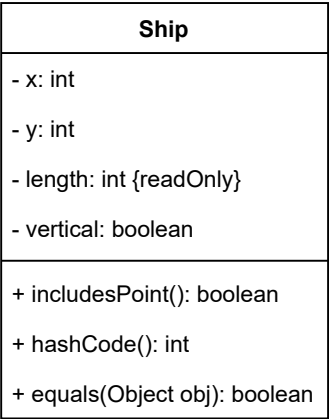 Ship
- x: int
- y: int
- length: int {readOnly}
- vertical: boolean
+ includesPoint(): boolean
+ hashCode(): int
+ equals(Object obj): boolean